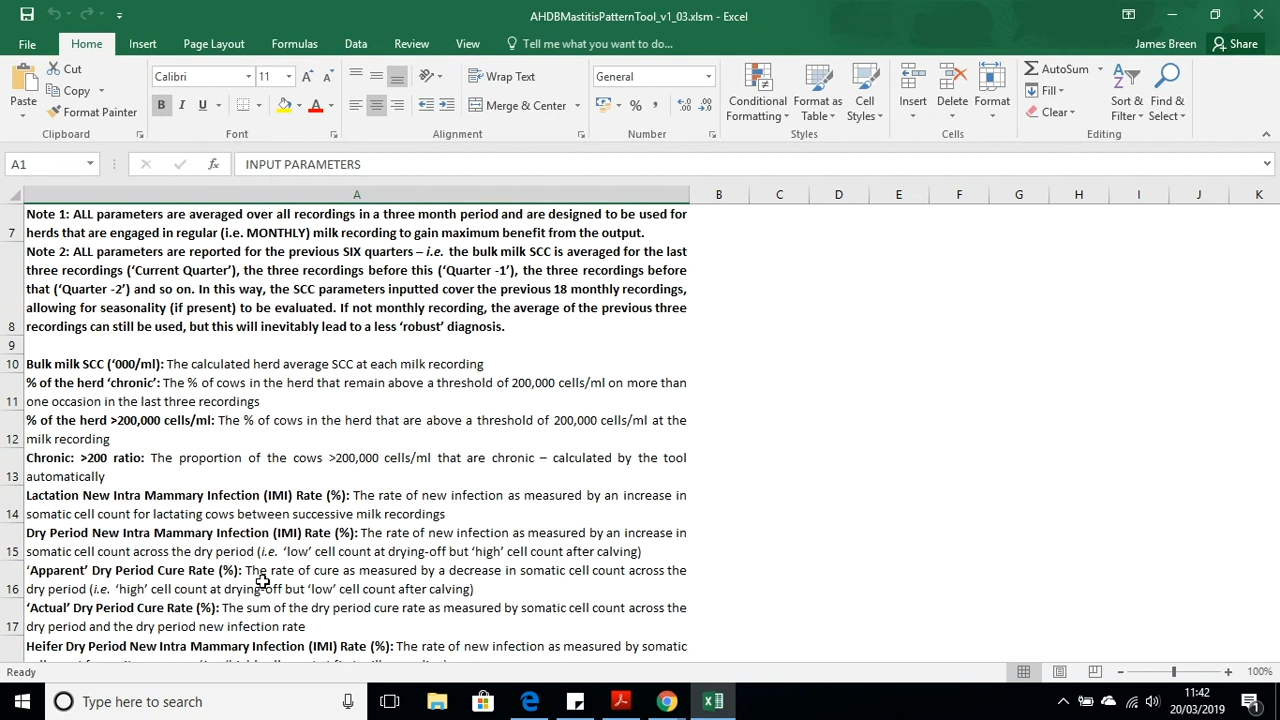 AHDBMastitisPatternTool_v1_03.xlsm - Excel
File Home Insert Page Layout Formulas Data Review View Tell me what you want to do... James Breen Share
Cut
Copy
Format Painter
Paste
Calibri 11
B I U
Wrap Text
Merge & Center
General
Conditional Formatting
Format as Table
Cell Styles
Insert
Delete
Format
AutoSum
Fill
Clear
Sort & Filter
Find & Select
Clipboard Font Alignment Number Styles Cells Editing
A1 fx INPUT PARAMETERS
A B C D E F G H I J K
Note 1: ALL parameters are averaged over all recordings in a three month period and are designed to be used for
7 herds that are engaged in regular (i.e. MONTHLY) milk recording to gain maximum benefit from the output.
Note 2: ALL parameters are reported for the previous SIX quarters – i.e. the bulk milk SCC is averaged for the last
three recordings (‘Current Quarter’), the three recordings before this (‘Quarter -1’), the three recordings before
that (‘Quarter -2’) and so on. In this way, the SCC parameters inputted cover the previous 18 monthly recordings,
allowing for seasonality (if present) to be evaluated. If not monthly recording, the average of the previous three
8 recordings can still be used, but this will inevitably lead to a less ‘robust’ diagnosis.
9
10 Bulk milk SCC (‘000/ml): The calculated herd average SCC at each milk recording
% of the herd ‘chronic’: The % of cows in the herd that remain above a threshold of 200,000 cells/ml on more than
11 one occasion in the last three recordings
% of the herd >200,000 cells/ml: The % of cows in the herd that are above a threshold of 200,000 cells/ml at the
12 milk recording
Chronic: >200 ratio: The proportion of the cows >200,000 cells/ml that are chronic – calculated by the tool
13 automatically
Lactation New Intra Mammary Infection (IMI) Rate (%): The rate of new infection as measured by an increase in
14 somatic cell count for lactating cows between successive milk recordings
Dry Period New Intra Mammary Infection (IMI) Rate (%): The rate of new infection as measured by an increase in
15 somatic cell count across the dry period (i.e. ‘low’ cell count at drying-off but ‘high’ cell count after calving)
‘Apparent’ Dry Period Cure Rate (%): The rate of cure as measured by a decrease in somatic cell count across the
16 dry period (i.e. ‘high’ cell count at drying-off but ‘low’ cell count after calving)
‘Actual’ Dry Period Cure Rate (%): The sum of the dry period cure rate as measured by somatic cell count across
17 the dry period and the dry period new infection rate
Heifer Dry Period New Intra Mammary Infection (IMI) Rate (%): The rate of new infection as measured by somatic
Ready 100%
Type here to search
11:42
20/03/2019